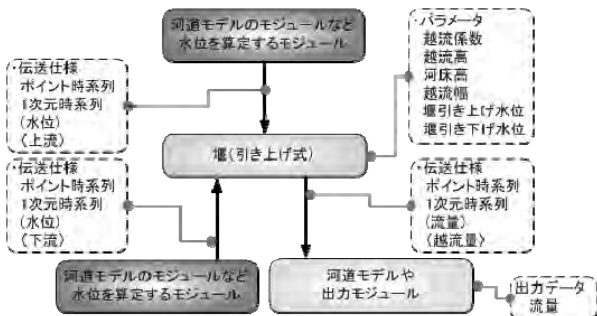 河道モデルのモジュールなど
水位を算定するモジュール
・パラメータ
越流係数
越流高
河床高
越流幅
堰引き上げ水位
堰引き下げ水位
・伝送仕様
ポイント時系列
1次元時系列
(水位)
〈上流〉
堰(引き上げ式)
・伝送仕様
ポイント時系列
1次元時系列
(水位)
〈下流〉
・伝送仕様
ポイント時系列
1次元時系列
(流量)
〈越流量〉
河道モデルのモジュールなど
水位を算定するモジュール
河道モデルや
出力モジュール
・出力データ
流量